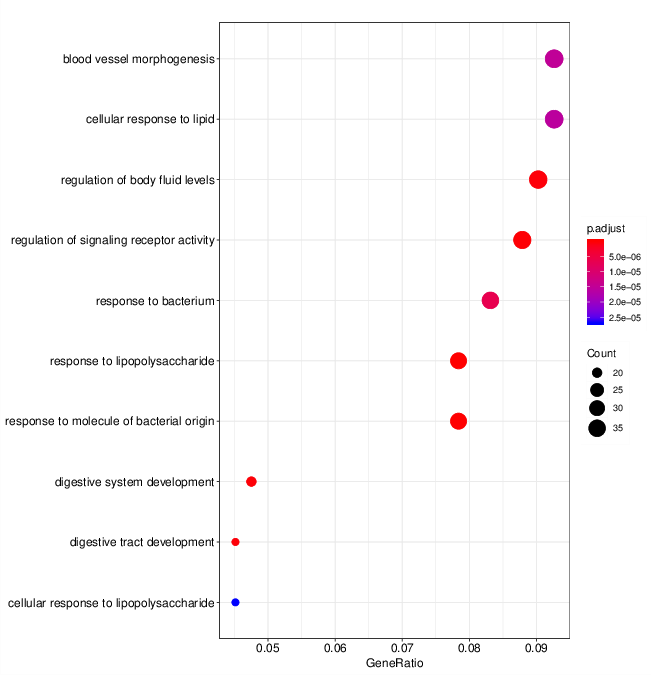 blood vessel morphogenesis
cellular response to lipid
regulation of body fluid levels
regulation of signaling receptor activity
response to bacterium
response to lipopolysaccharide
response to molecule of bacterial origin
digestive system development
digestive tract development
cellular response to lipopolysaccharide
0.05 0.06 0.07 0.08 0.09
GeneRatio
p.adjust
5.0e−06
1.0e−05
1.5e−05
2.0e−05
2.5e−05
Count
20
25
30
35